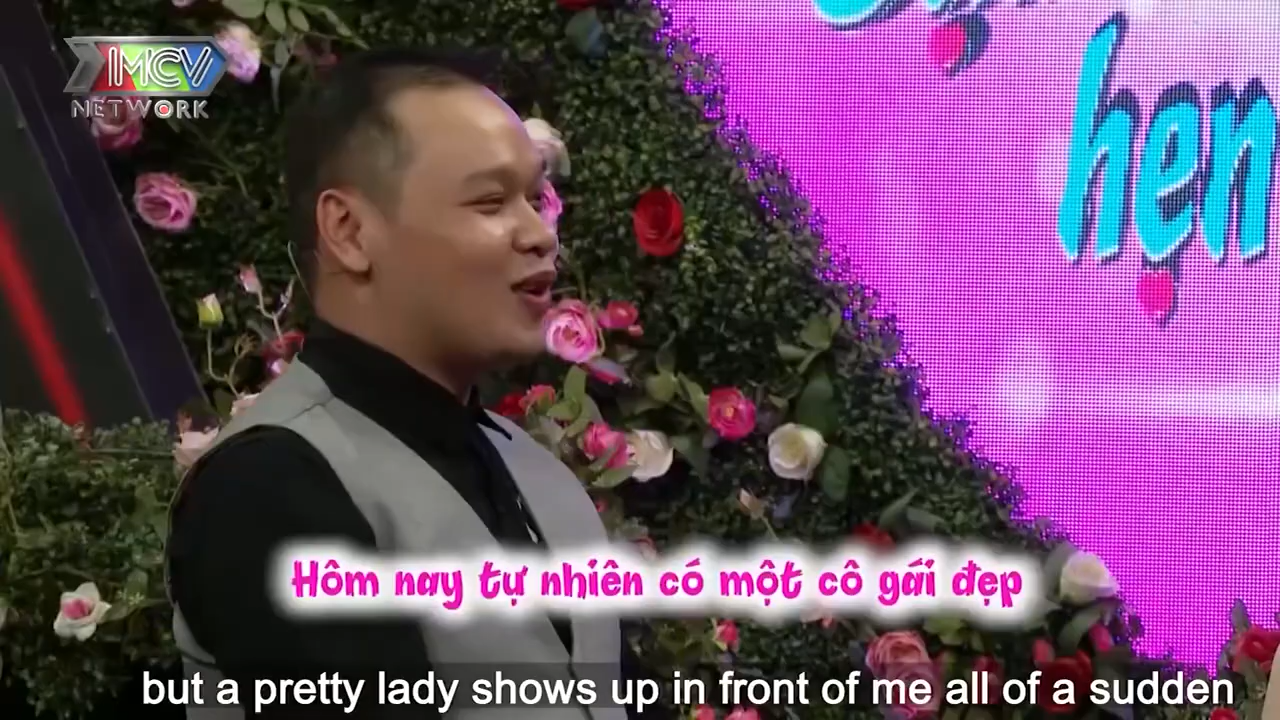 MCV
NETWORK
hẹn
Hôm nay tự nhiên có một cô gái đẹp
but a pretty lady shows up in front of me all of a sudden